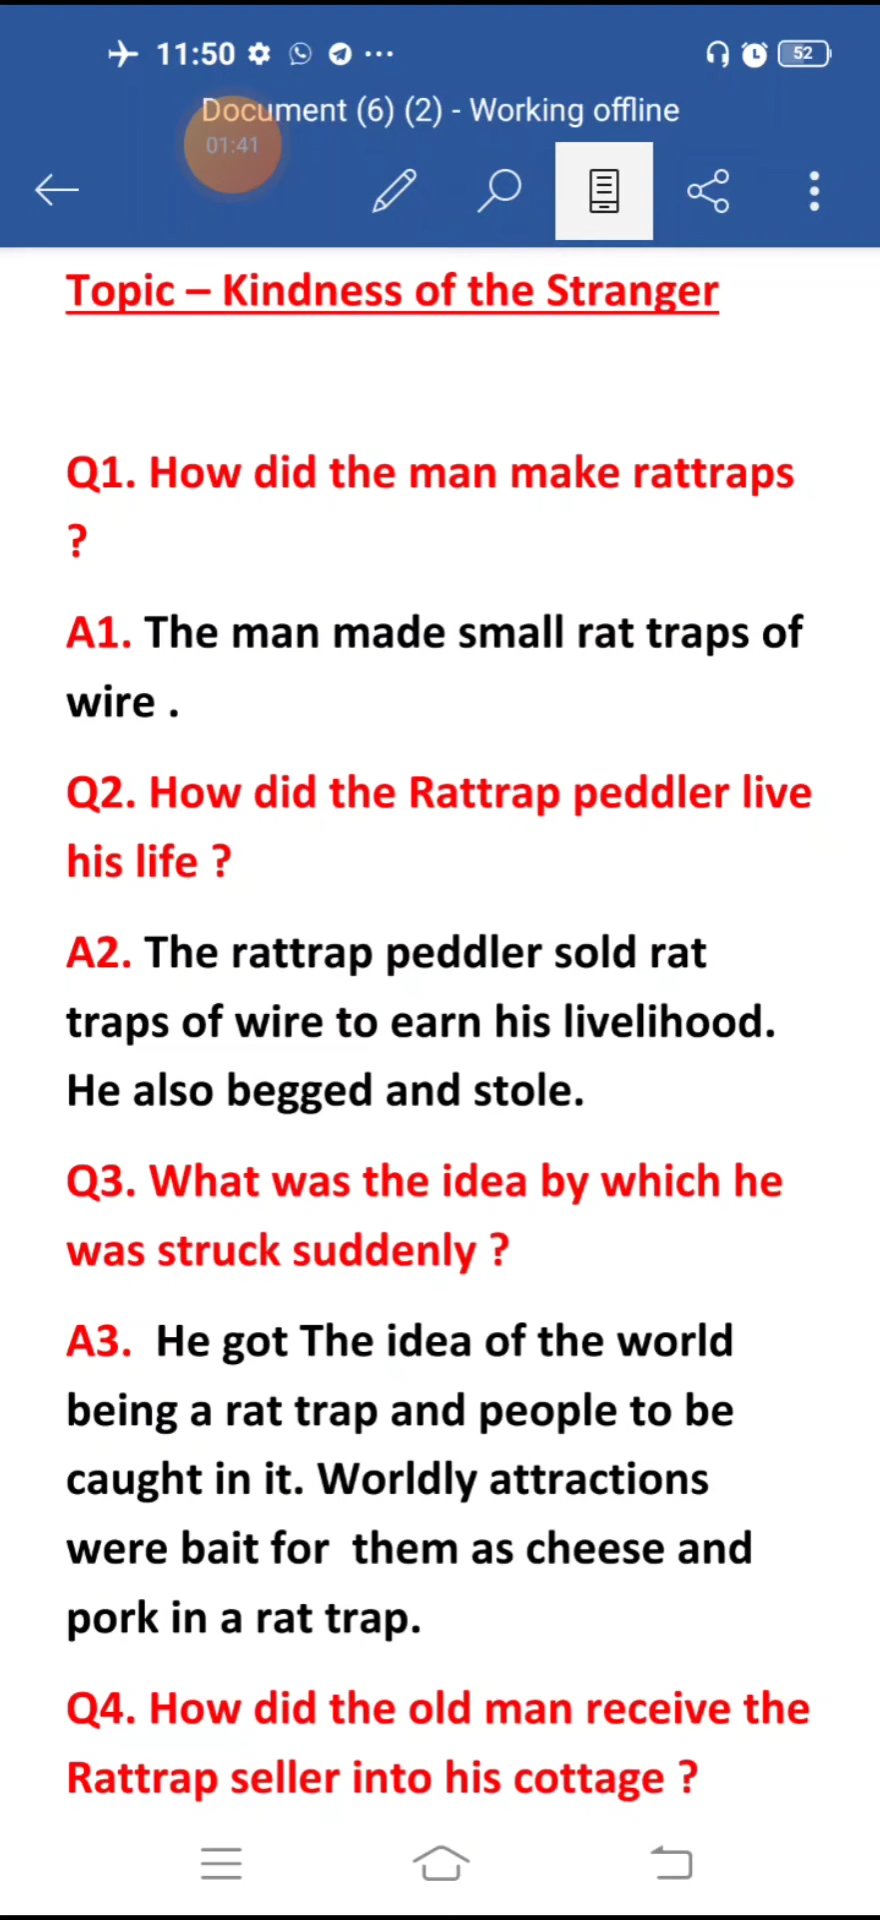 11:50
52
Document (6) (2) - Working offline
01:41
Topic – Kindness of the Stranger
Q1. How did the man make rattraps
?
A1. The man made small rat traps of
wire .
Q2. How did the Rattrap peddler live
his life ?
A2. The rattrap peddler sold rat
traps of wire to earn his livelihood.
He also begged and stole.
Q3. What was the idea by which he
was struck suddenly ?
A3.  He got The idea of the world
being a rat trap and people to be
caught in it. Worldly attractions
were bait for  them as cheese and
pork in a rat trap.
Q4. How did the old man receive the
Rattrap seller into his cottage ?